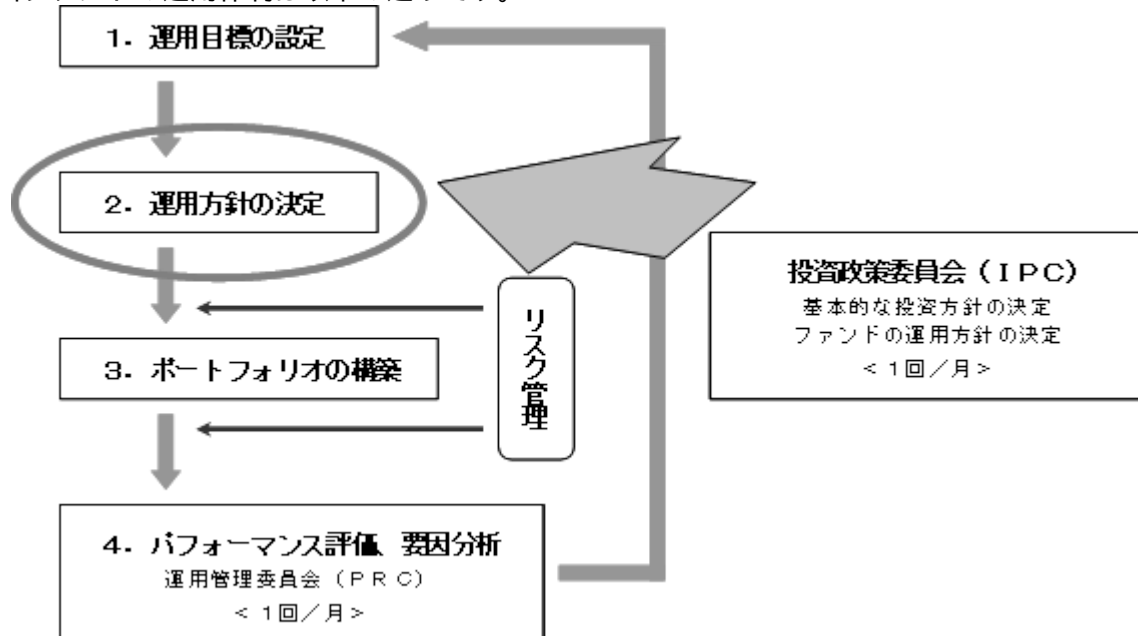 1．運用目標の設定
2．運用方針の決定
投資政策委員会（ＩＰＣ）
基本的な投資方針の決定
ファンドの運用方針の決定
＜１回／月＞
リスク管理
3．ポートフォリオの構築
4．パフォーマンス評価、要因分析
運用管理委員会（ＰＲＣ）
＜１回／月＞